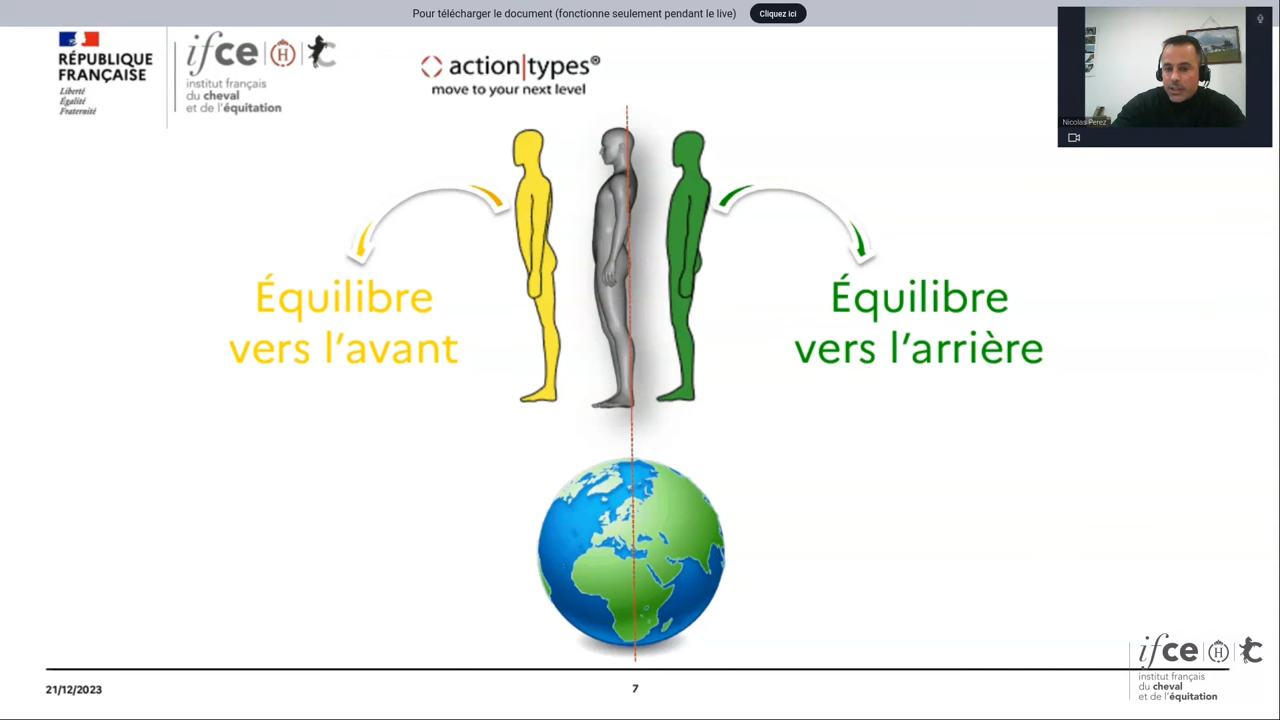 Pour télécharger le document (fonctionne seulement pendant le live) Cliquez ici
RÉPUBLIQUE
FRANÇAISE
Liberté
Égalité
Fraternité
ifce
institut français
du cheval
et de l'équitation
action|types®
move to your next level
Nicolas Perez
Équilibre
vers l'avant
Équilibre
vers l'arrière
21/12/2023
7
ifce
institut français
du cheval
et de l'équitation